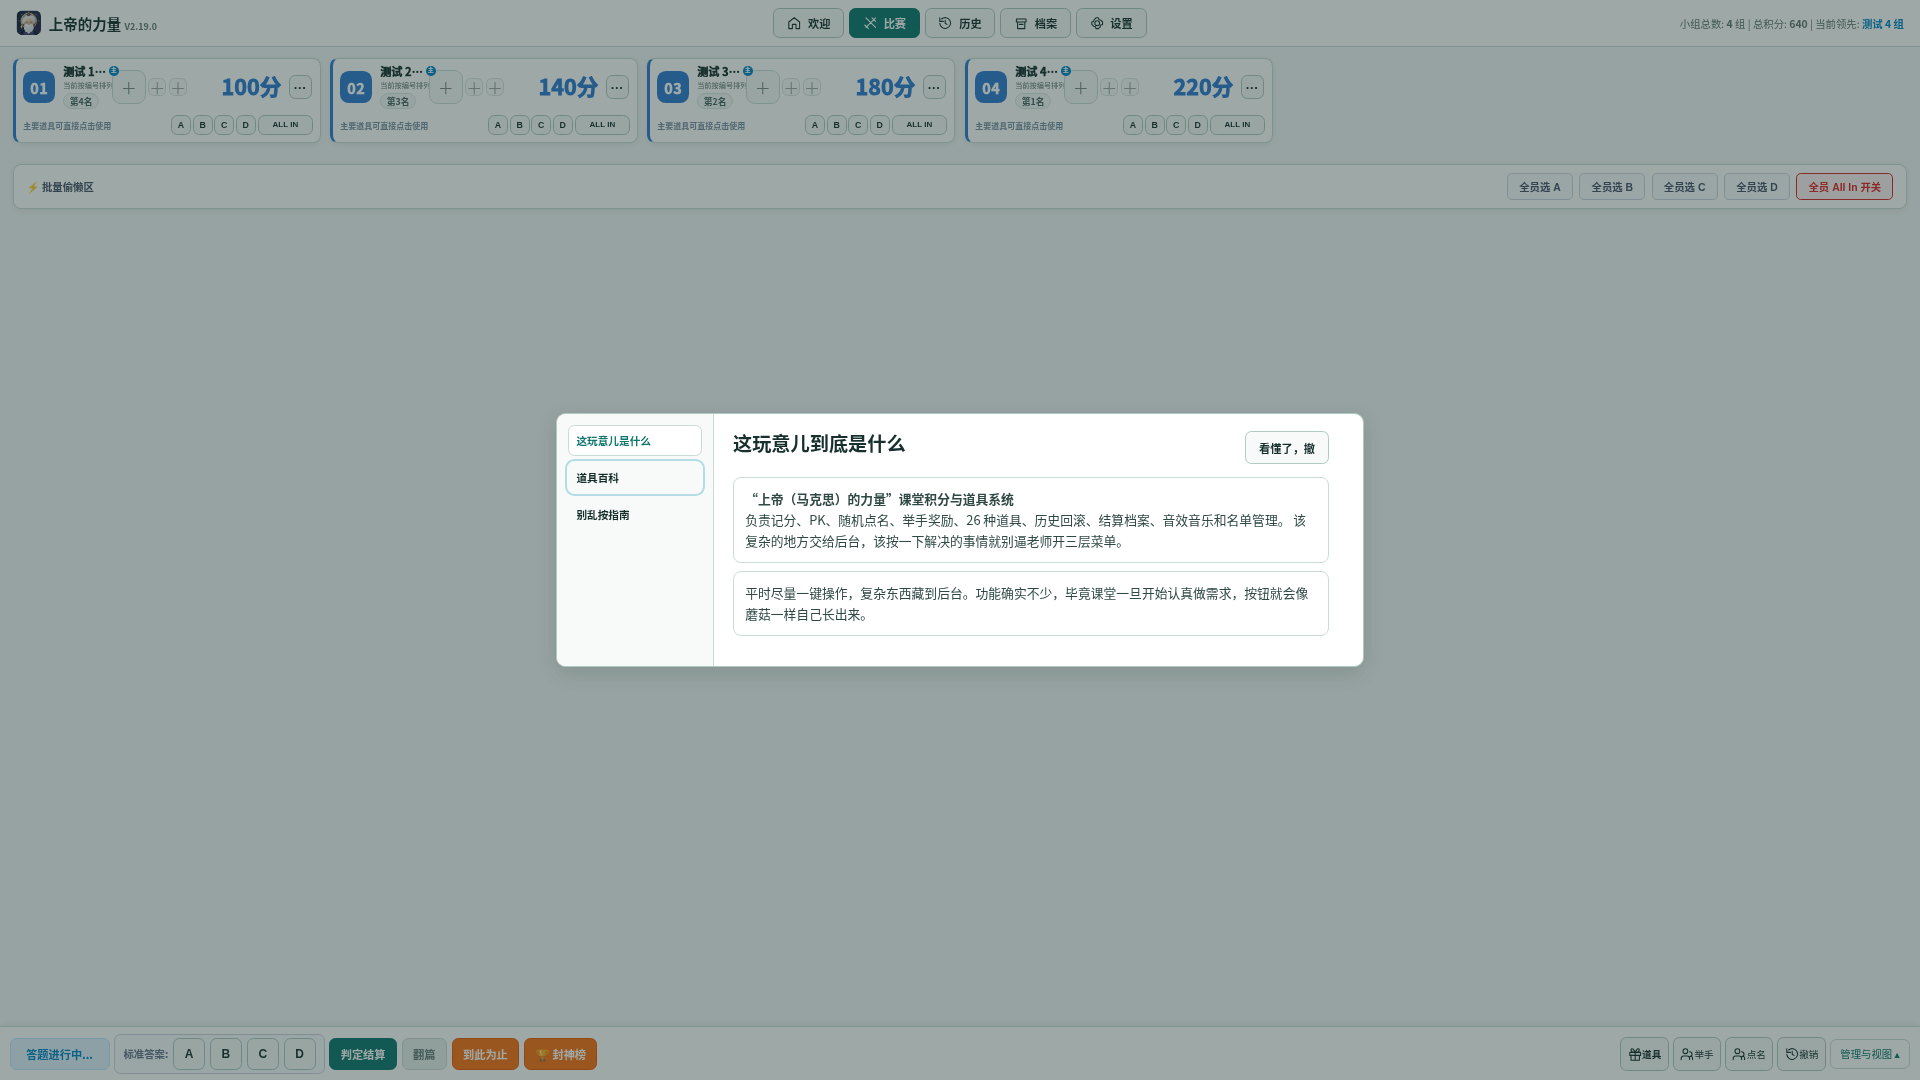 上帝的力量 V2.19.0
欢迎
比赛
历史
档案
设置
小组总数: 4 组 | 总积分: 640 | 当前领先: 测试 4 组
01
测试 1… 主
当前按编号排列
第4名
100分
…
主要道具可直接点击使用
A B C D ALL IN
02
测试 2… 主
当前按编号排列
第3名
140分
…
主要道具可直接点击使用
A B C D ALL IN
03
测试 3… 主
当前按编号排列
第2名
180分
…
主要道具可直接点击使用
A B C D ALL IN
04
测试 4… 主
当前按编号排列
第1名
220分
…
主要道具可直接点击使用
A B C D ALL IN
⚡ 批量偷懒区
全员选 A
全员选 B
全员选 C
全员选 D
全员 All In 开关
这玩意儿是什么
道具百科
别乱按指南
这玩意儿到底是什么
看懂了，撤
“上帝（马克思）的力量”课堂积分与道具系统
负责记分、PK、随机点名、举手奖励、26 种道具、历史回滚、结算档案、音效音乐和名单管理。 该
复杂的地方交给后台，该按一下解决的事情就别逼老师开三层菜单。
平时尽量一键操作，复杂东西藏到后台。功能确实不少，毕竟课堂一旦开始认真做需求，按钮就会像
蘑菇一样自己长出来。
答题进行中...
标准答案: A B C D
判定结算
翻篇
到此为止
🏆 封神榜
道具
举手
点名
撤销
管理与视图 ▴